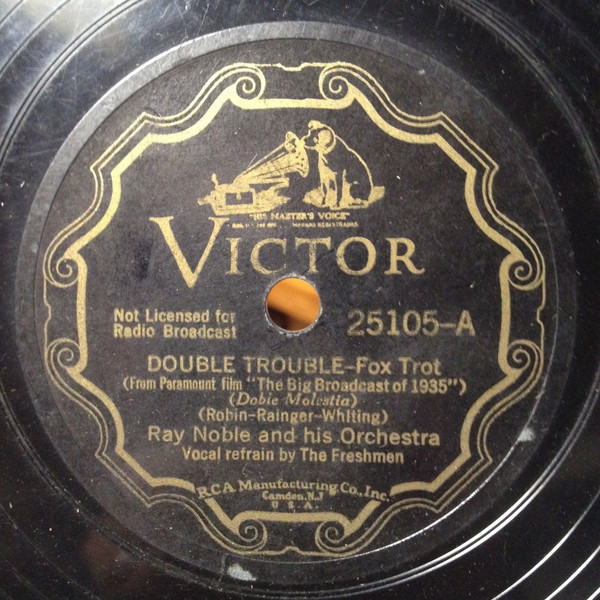 "HIS MASTER'S VOICE"
VICTOR
Not Licensed for
Radio Broadcast
25105-A
DOUBLE TROUBLE-Fox Trot
(From Paramount film "The Big Broadcast of 1935")
(Dobie Molestia)
(Robin-Rainger-Whiting)
Ray Noble and his Orchestra
Vocal refrain by The Freshmen
RCA Manufacturing Co., Inc.
Camden, N.J
U.S.A.